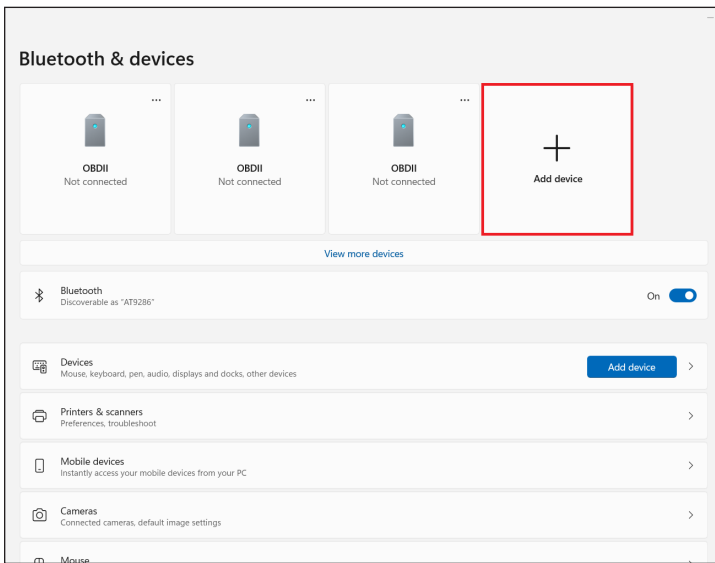 Bluetooth & devices
OBDII
Not connected
OBDII
Not connected
OBDII
Not connected
Add device
View more devices
Bluetooth
Discoverable as "AT9286"
On
Devices
Mouse, keyboard, pen, audio, displays and docks, other devices
Add device
Printers & scanners
Preferences, troubleshoot
Mobile devices
Instantly access your mobile devices from your PC
Cameras
Connected cameras, default image settings
Mouse